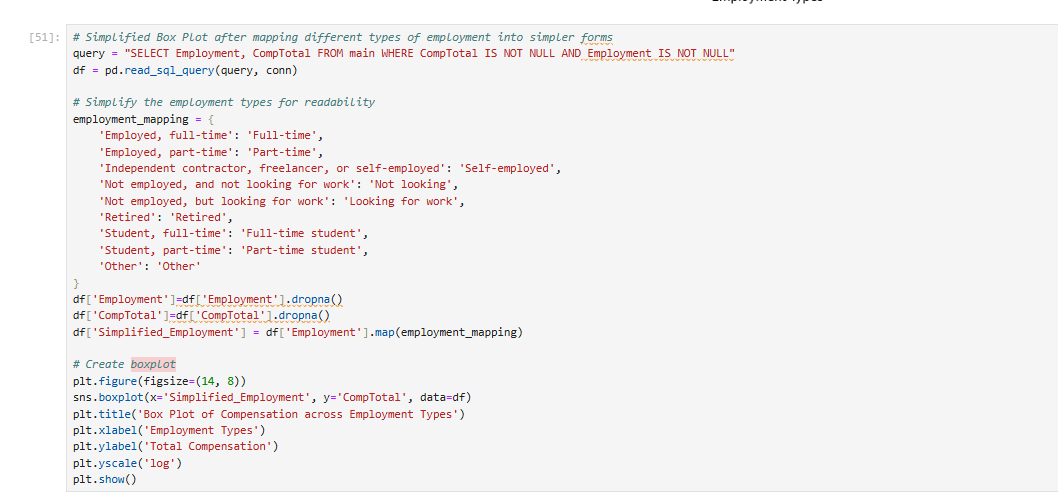 Employment Types
[51]: # Simplified Box Plot after mapping different types of employment into simpler forms
query = "SELECT Employment, CompTotal FROM main WHERE CompTotal IS NOT NULL AND Employment IS NOT NULL"
df = pd.read_sql_query(query, conn)
# Simplify the employment types for readability
employment_mapping = {
    'Employed, full-time': 'Full-time',
    'Employed, part-time': 'Part-time',
    'Independent contractor, freelancer, or self-employed': 'Self-employed',
    'Not employed, and not looking for work': 'Not looking',
    'Not employed, but looking for work': 'Looking for work',
    'Retired': 'Retired',
    'Student, full-time': 'Full-time student',
    'Student, part-time': 'Part-time student',
    'Other': 'Other'
}
df['Employment']=df['Employment'].dropna()
df['CompTotal']=df['CompTotal'].dropna()
df['Simplified_Employment'] = df['Employment'].map(employment_mapping)
# Create boxplot
plt.figure(figsize=(14, 8))
sns.boxplot(x='Simplified_Employment', y='CompTotal', data=df)
plt.title('Box Plot of Compensation across Employment Types')
plt.xlabel('Employment Types')
plt.ylabel('Total Compensation')
plt.yscale('log')
plt.show()